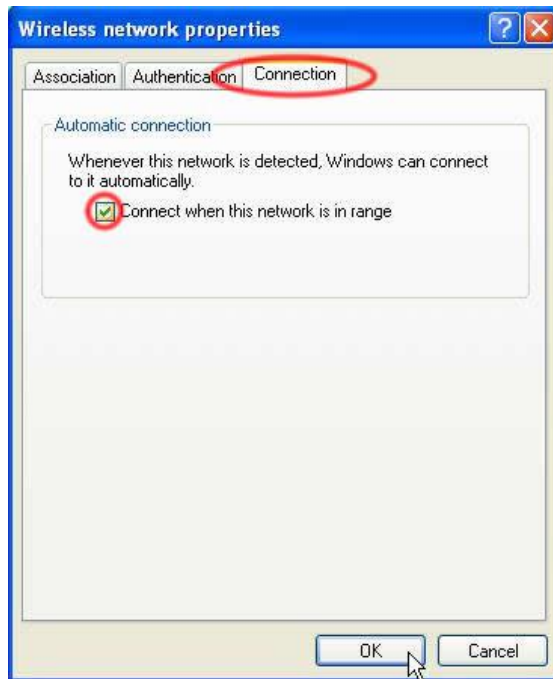 Wireless network properties
Association
Authentication
Connection
Automatic connection
Whenever this network is detected, Windows can connect
to it automatically.
Connect when this network is in range
OK
Cancel